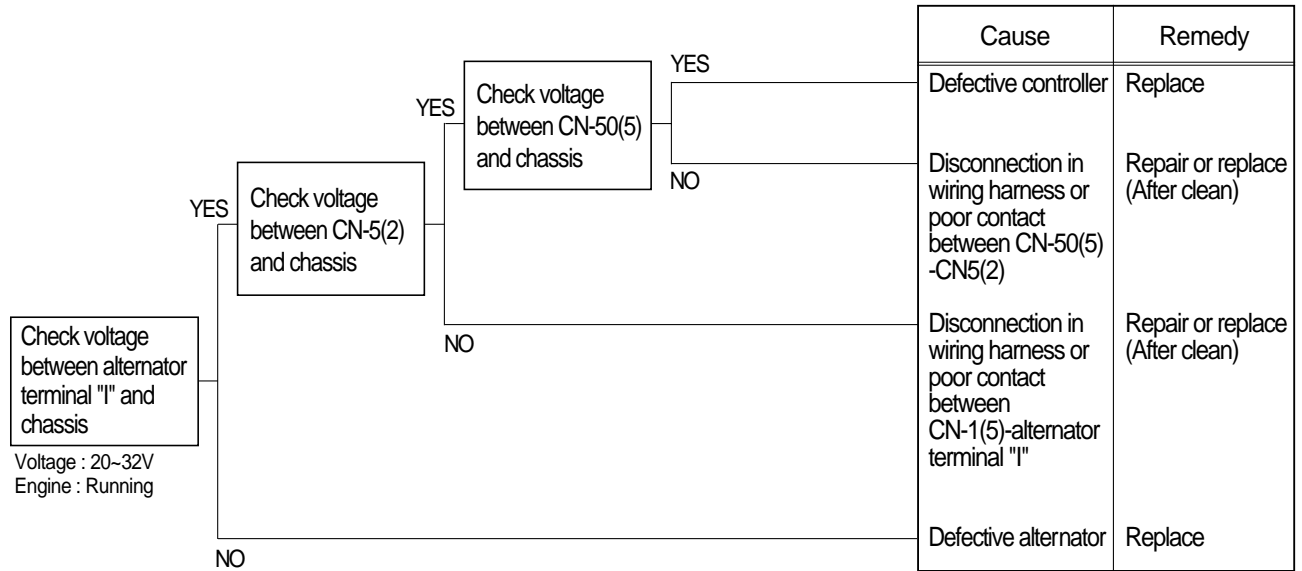 Cause
Remedy
YES
Defective controller
Replace
YES
Check voltage
between CN-50(5)
and chassis
NO
Disconnection in
wiring harness or
poor contact
between CN-50(5)
-CN5(2)
Repair or replace
(After clean)
YES
Check voltage
between CN-5(2)
and chassis
NO
Disconnection in
wiring harness or
poor contact
between
CN-1(5)-alternator
terminal "I"
Repair or replace
(After clean)
Check voltage
between alternator
terminal "I" and
chassis
Voltage : 20~32V
Engine : Running
NO
Defective alternator
Replace